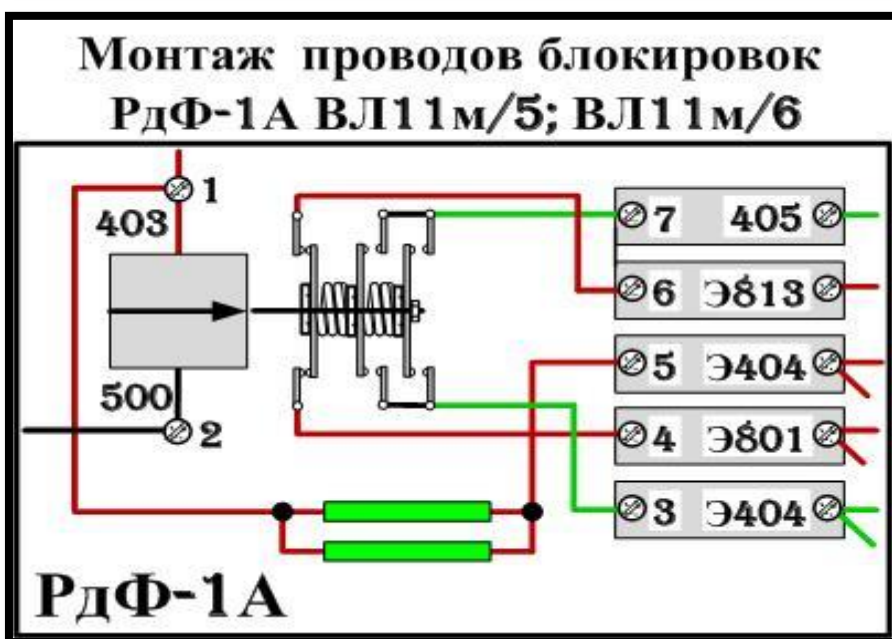 Монтаж проводов блокировок
РдФ-1А ВЛ11м/5; ВЛ11м/6
1
403
7 405
6 Э813
5 Э404
500
2
4 Э801
3 Э404
РдФ-1А